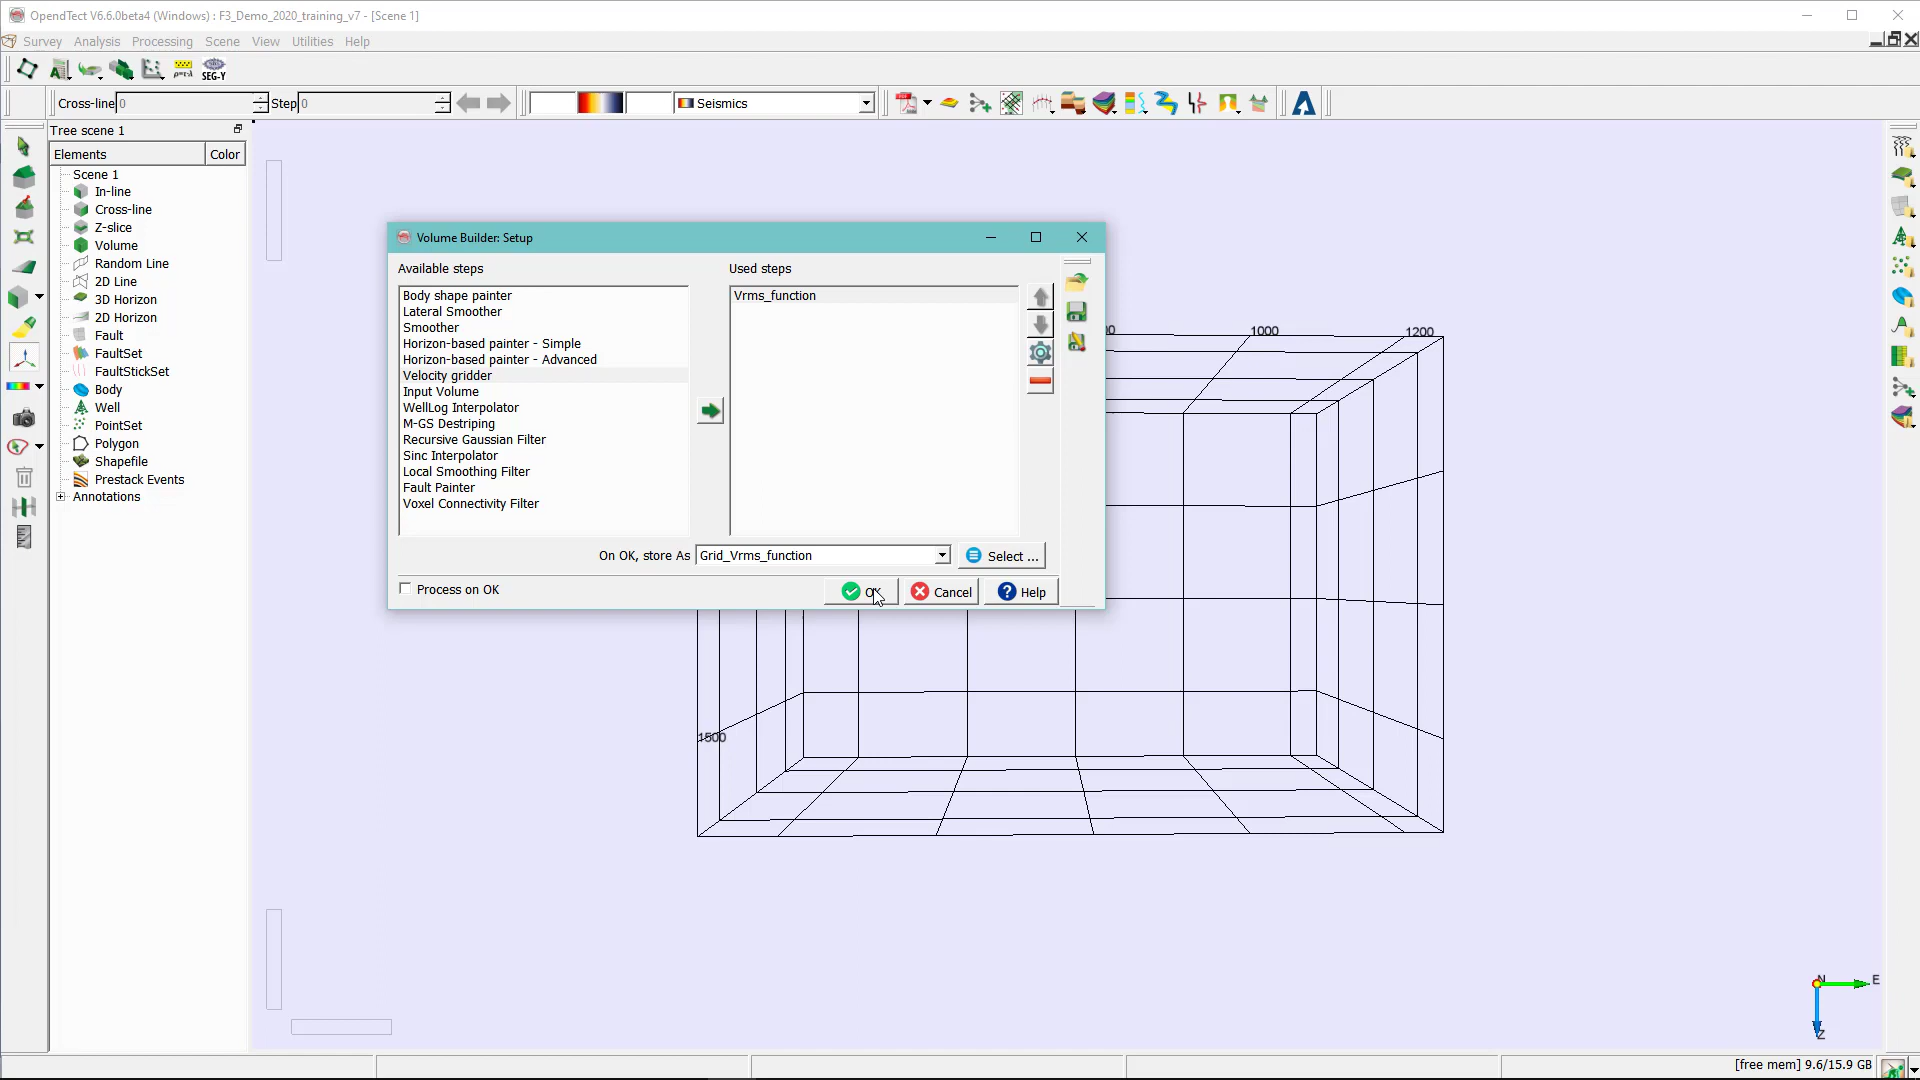 OpendTect V6.6.0beta4 (Windows) : F3_Demo_2020_training_v7 - [Scene 1]
Survey Analysis Processing Scene View Utilities Help
SEG-Y
Cross-line 0 Step 0 Seismics
Tree scene 1
Elements Color
Scene 1
In-line
Cross-line
Z-slice
Volume
Random Line
2D Line
3D Horizon
2D Horizon
Fault
FaultSet
FaultStickSet
Body
Well
PointSet
Polygon
Shapefile
Prestack Events
Annotations
Volume Builder: Setup
Available steps Used steps
Body shape painter
Lateral Smoother
Smoother
Horizon-based painter - Simple
Horizon-based painter - Advanced
Velocity gridder
Input Volume
WellLog Interpolator
M-GS Destriping
Recursive Gaussian Filter
Sinc Interpolator
Local Smoothing Filter
Fault Painter
Voxel Connectivity Filter
Vrms_function
On OK, store As Grid_Vrms_function Select ...
Process on OK
OK Cancel Help
1000 1200
1500
N E
Z
[free mem] 9.6/15.9 GB